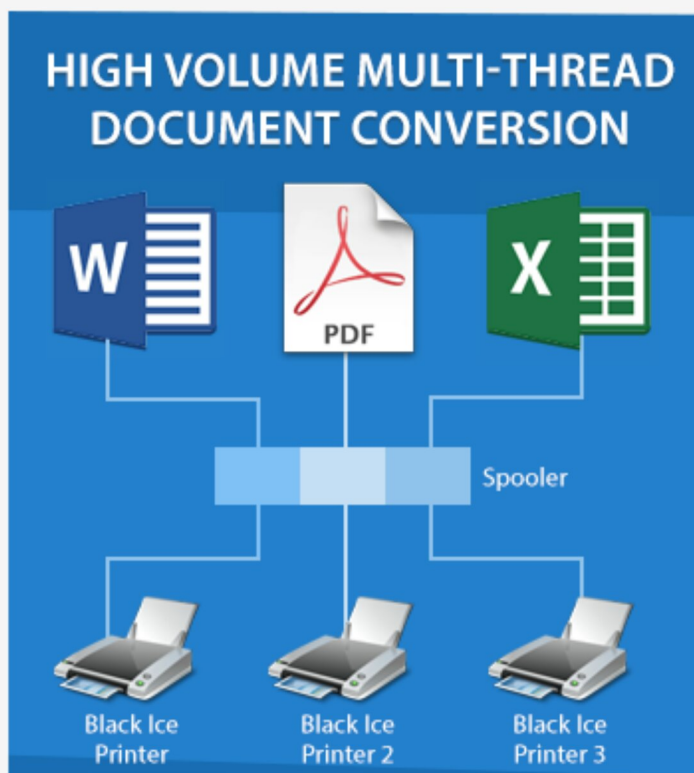 HIGH VOLUME MULTI-THREAD
DOCUMENT CONVERSION
W
PDF
X
Spooler
Black Ice
Printer
Black Ice
Printer 2
Black Ice
Printer 3